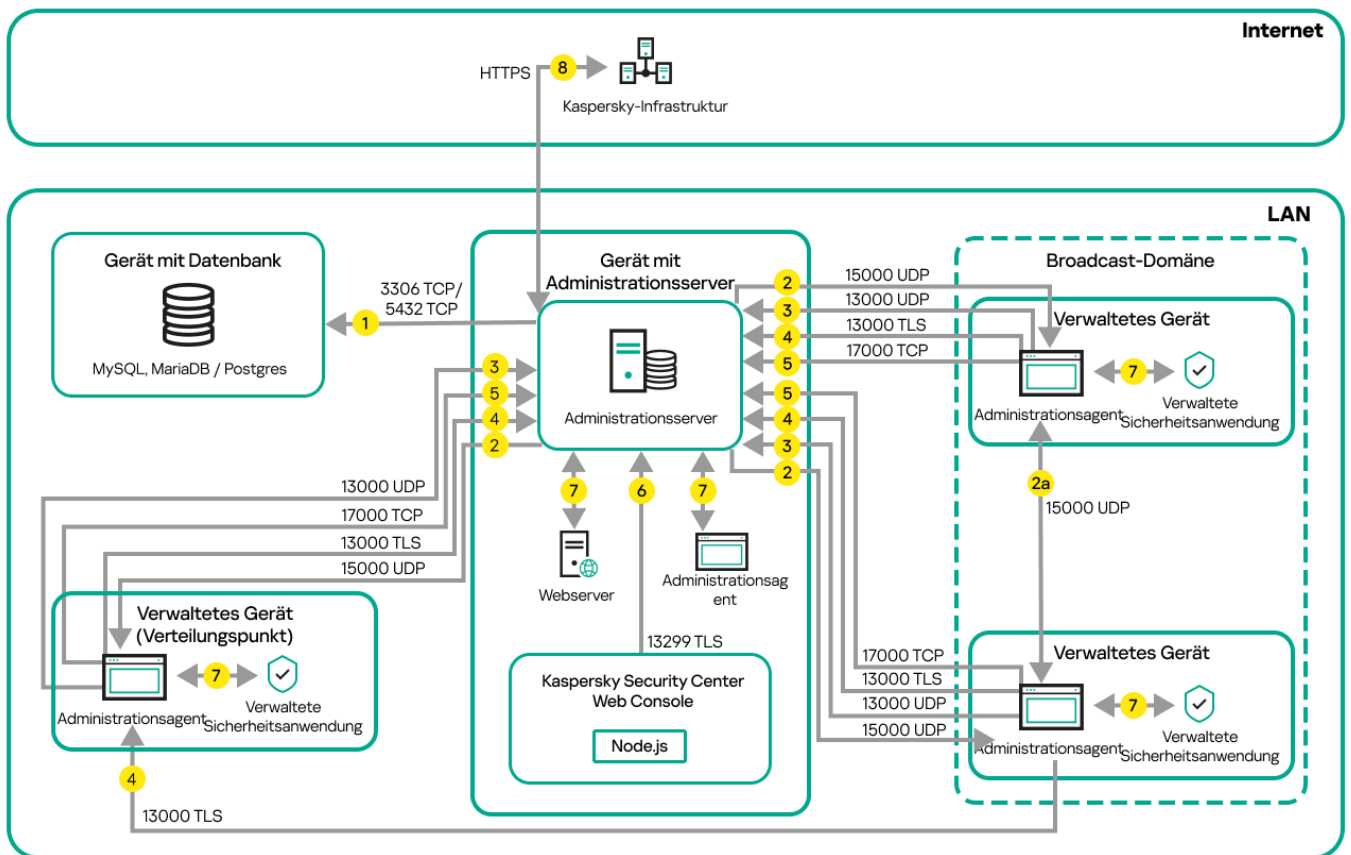 Internet
HTTPS
8
Kaspersky-Infrastruktur
LAN
Gerät mit Datenbank
MySQL, MariaDB / Postgres
3306 TCP/
5432 TCP
1
Gerät mit
Administrationsserver
Administrationsserver
2
15000 UDP
3
13000 UDP
4
13000 TLS
5
17000 TCP
Broadcast-Domäne
Verwaltetes Gerät
Administrationsagent
7
Verwaltete
Sicherheitsanwendung
3
5
4
2
5
4
3
2
13000 UDP
17000 TCP
13000 TLS
15000 UDP
7
6
7
Webserver
Administrationsag
ent
2a
15000 UDP
Verwaltetes Gerät
(Verteilungspunkt)
Administrationsagent
7
Verwaltete
Sicherheitsanwendung
13299 TLS
Kaspersky Security Center
Web Console
Node.js
17000 TCP
13000 TLS
13000 UDP
15000 UDP
Verwaltetes Gerät
Administrationsagent
7
Verwaltete
Sicherheitsanwendung
4
13000 TLS